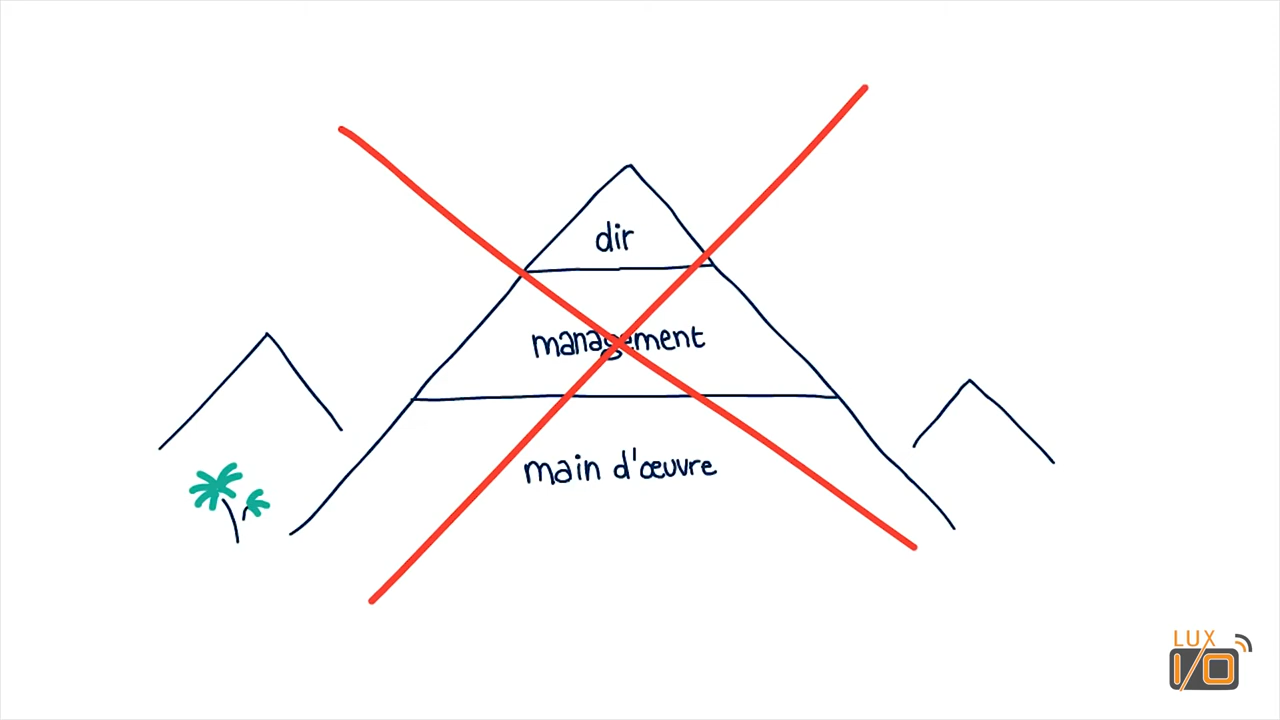 dir
management
main d'œuvre
LUX
I/O